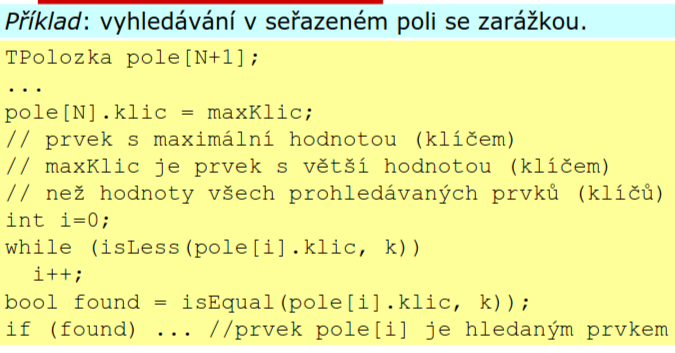 Příklad: vyhledávání v seřazeném poli se zarážkou.
TPolozka pole[N+1];
...
pole[N].klic = maxKlic;
// prvek s maximální hodnotou (klíčem)
// maxKlic je prvek s větší hodnotou (klíčem)
// než hodnoty všech prohledávaných prvků (klíčů)
int i=0;
while (isLess(pole[i].klic, k))
  i++;
bool found = isEqual(pole[i].klic, k));
if (found) ... //prvek pole[i] je hledaným prvkem